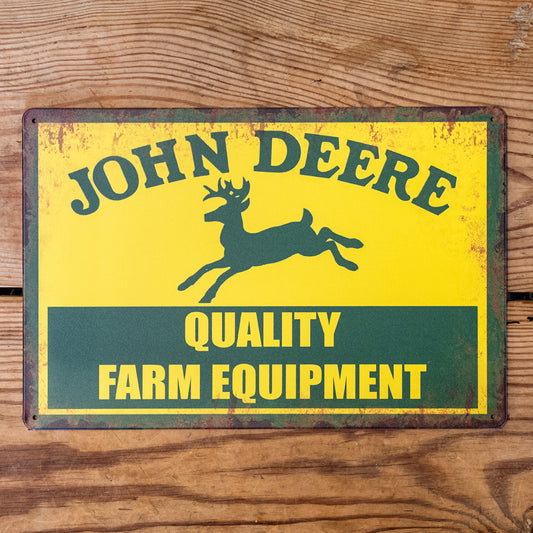 JOHN DEERE
QUALITY
FARM EQUIPMENT